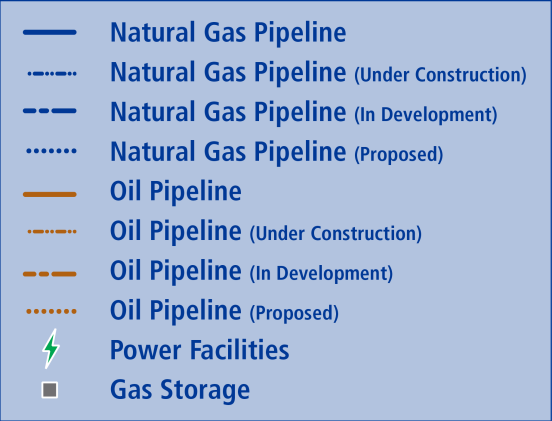 Natural Gas Pipeline
Natural Gas Pipeline (Under Construction)
Natural Gas Pipeline (In Development)
Natural Gas Pipeline (Proposed)
Oil Pipeline
Oil Pipeline (Under Construction)
Oil Pipeline (In Development)
Oil Pipeline (Proposed)
Power Facilities
Gas Storage